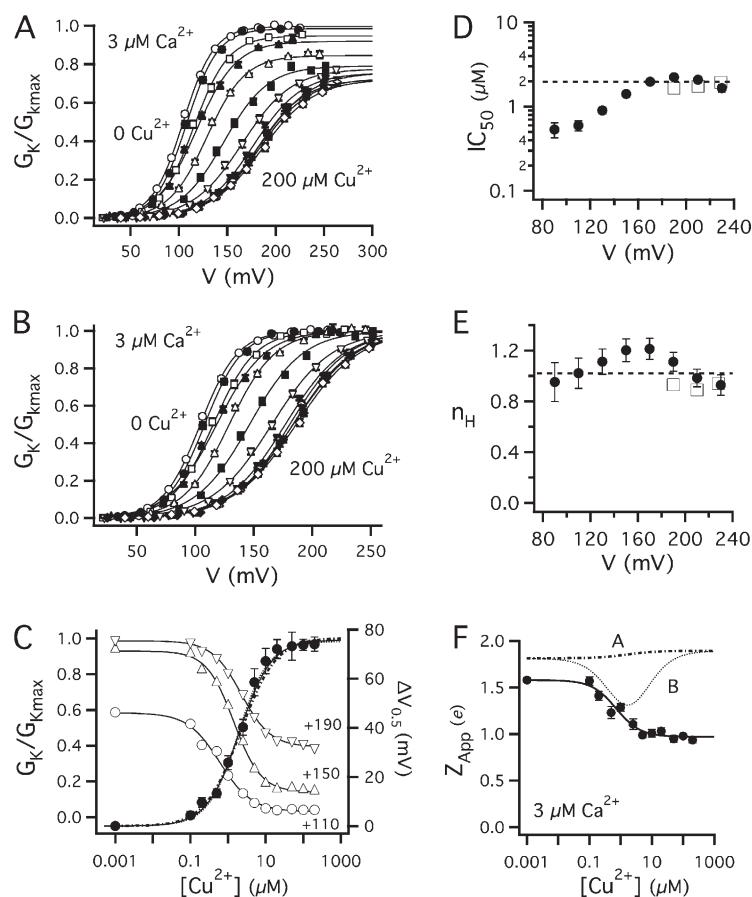 A
3 µM Ca²⁺
0 Cu²⁺
200 µM Cu²⁺
G_K/G_kmax
1.0
0.8
0.6
0.4
0.2
0.0
50 100 150 200 250 300
V (mV)
B
3 µM Ca²⁺
0 Cu²⁺
200 µM Cu²⁺
G_K/G_kmax
1.0
0.8
0.6
0.4
0.2
0.0
50 100 150 200 250
V (mV)
C
G_K/G_Kmax
1.0
0.8
0.6
0.4
0.2
0.0
+190
+150
+110
80
60
40
20
0
ΔV_0.5 (mV)
0.001 0.1 10 1000
[Cu²⁺] (µM)
D
IC_50 (µM)
10
4
2
1
4
2
0.1
80 120 160 200 240
V (mV)
E
n_H
1.2
0.8
0.4
0.0
80 120 160 200 240
V (mV)
F
Z_App (e)
2.0
1.5
1.0
0.5
0.0
A
B
3 µM Ca²⁺
0.001 0.1 10 1000
[Cu²⁺] (µM)